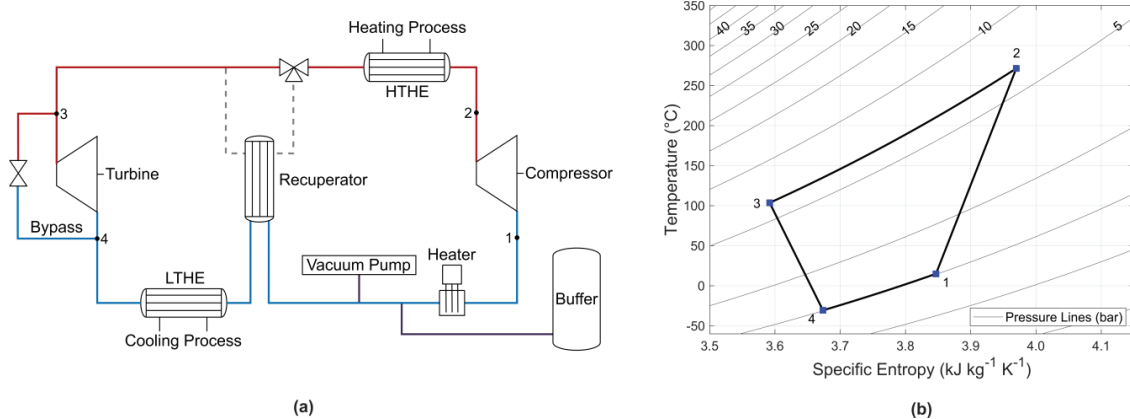 Heating Process
HTHE
3
2
Turbine
Recuperator
Compressor
Bypass
4
1
LTHE
Vacuum Pump
Heater
Buffer
Cooling Process
(a)
350
300
250
200
150
100
50
0
-50
Temperature (°C)
40
35
30
25
20
15
10
5
2
3
1
4
Pressure Lines (bar)
3.5
3.6
3.7
3.8
3.9
4.0
4.1
Specific Entropy (kJ kg⁻¹ K⁻¹)
(b)